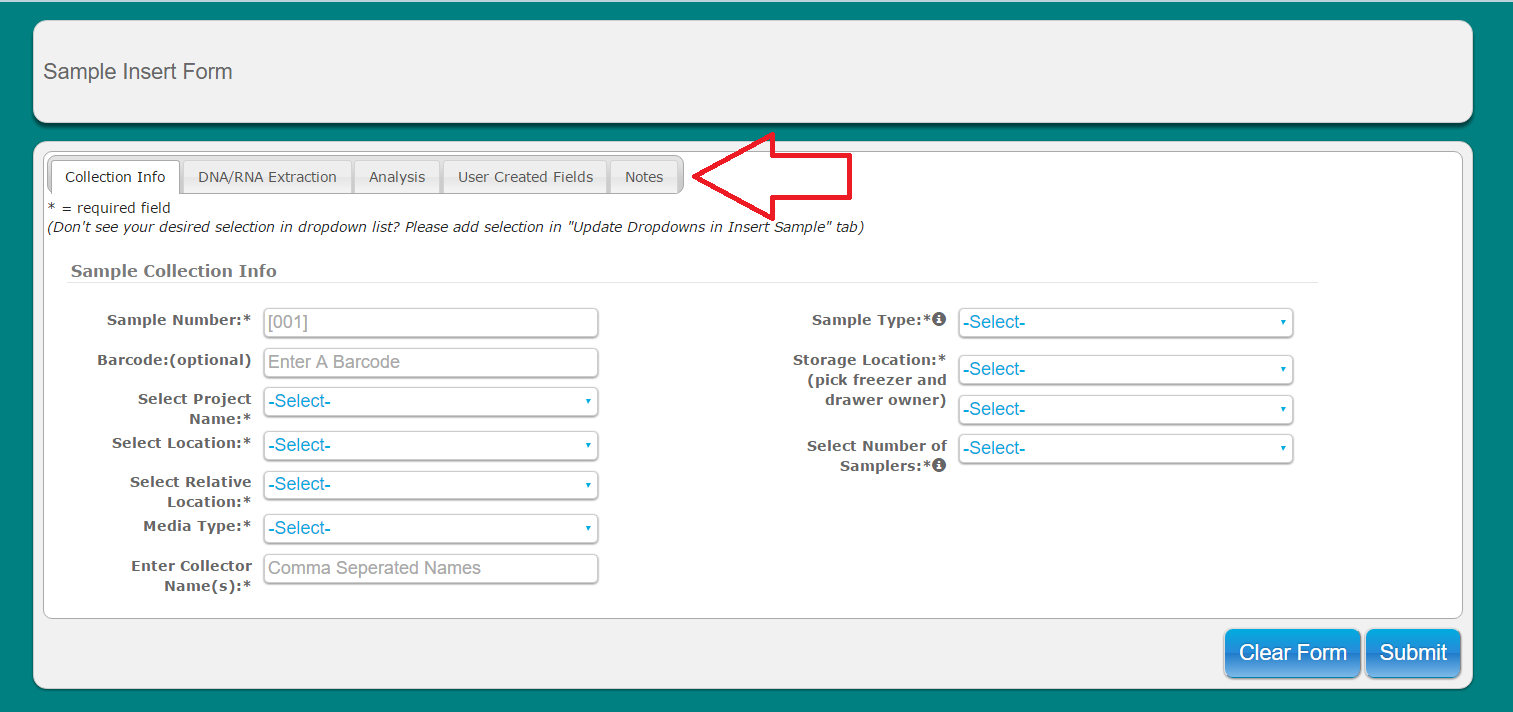 Sample Insert Form
Collection Info DNA/RNA Extraction Analysis User Created Fields Notes
* = required field
(Don't see your desired selection in dropdown list? Please add selection in "Update Dropdowns in Insert Sample" tab)
Sample Collection Info
Sample Number:* [001]
Barcode:(optional) Enter A Barcode
Select Project
Name:*
-Select-
Select Location:* -Select-
Select Relative
Location:*
-Select-
Media Type:* -Select-
Enter Collector
Name(s):*
Comma Seperated Names
Sample Type:* -Select-
Storage Location:*
(pick freezer and
drawer owner)
-Select-
-Select-
Select Number of
Samplers:*
-Select-
Clear Form Submit